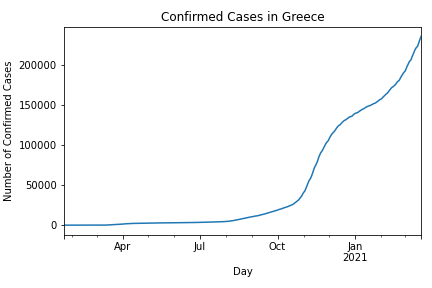 Confirmed Cases in Greece
Number of Confirmed Cases
200000
150000
100000
50000
0
Apr
Jul
Oct
Jan
2021
Day